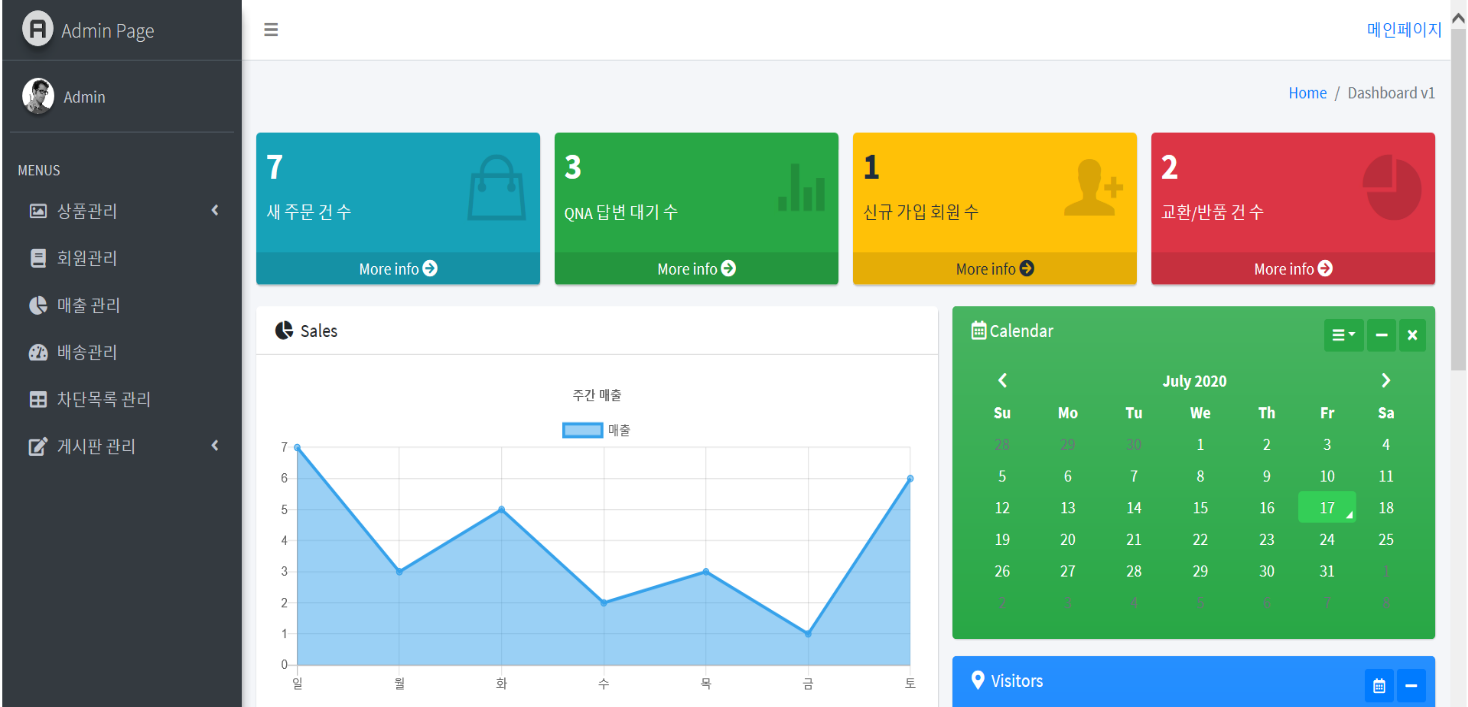 Admin Page
메인페이지
Admin
Home / Dashboard v1
MENUS
상품관리
회원관리
매출 관리
배송관리
차단목록 관리
게시판 관리
7
새 주문 건 수
More info
3
QNA 답변 대기 수
More info
1
신규 가입 회원 수
More info
2
교환/반품 건 수
More info
Sales
주간 매출
매출
7
6
5
4
3
2
1
0
일 월 화 수 목 금 토
Calendar
July 2020
Su Mo Tu We Th Fr Sa
28 29 30 1 2 3 4
5 6 7 8 9 10 11
12 13 14 15 16 17 18
19 20 21 22 23 24 25
26 27 28 29 30 31 1
2 3 4 5 6 7 8
Visitors